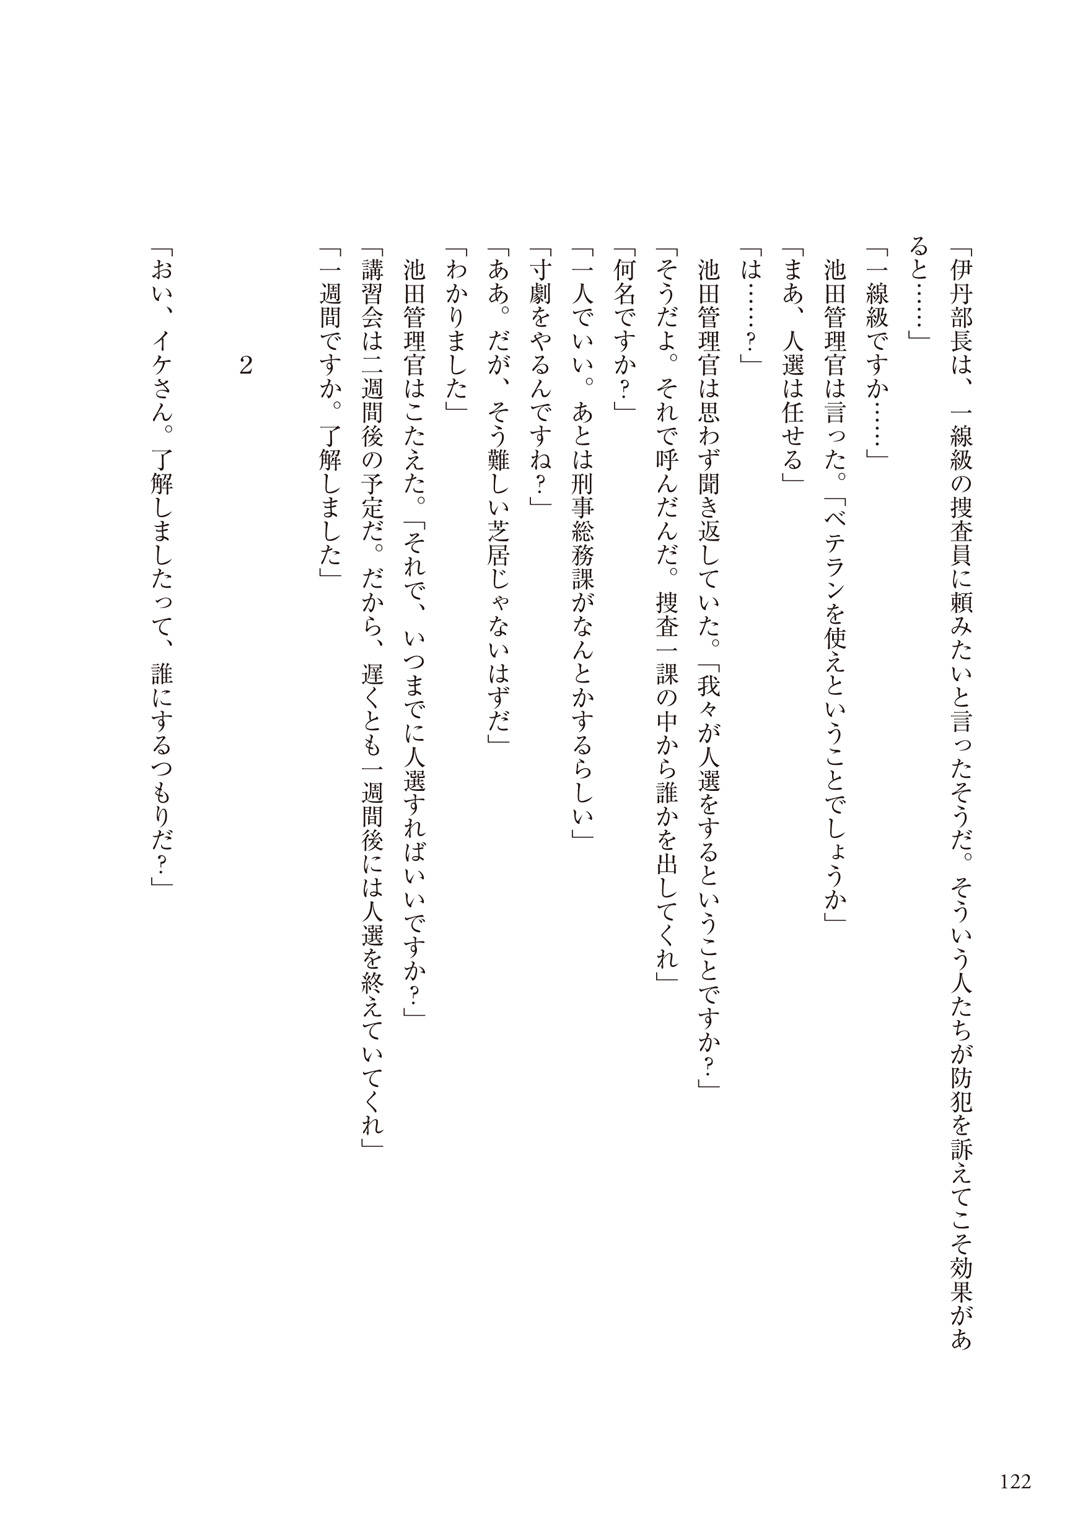 「伊丹部長は、一線級の捜査員に頼みたいと言ったそうだ。そういう人たちが防犯を訴えてこそ効果があ
ると……」
「一線級ですか……」
　池田管理官は言った。「ベテランを使えということでしょうか」
「まあ、人選は任せる」
「は……？」
　池田管理官は思わず聞き返していた。「我々が人選をするということですか？」
「そうだよ。それで呼んだんだ。捜査一課の中から誰かを出してくれ」
「何名ですか？」
「一人でいい。あとは刑事総務課がなんとかするらしい」
「寸劇をやるんですね？」
「ああ。だが、そう難しい芝居じゃないはずだ」
「わかりました」
　池田管理官はこたえた。「それで、いつまでに人選すればいいですか？」
「講習会は二週間後の予定だ。だから、遅くとも一週間後には人選を終えていてくれ」
「一週間ですか。了解しました」
2
「おい、イケさん。了解しましたって、誰にするつもりだ？」
122